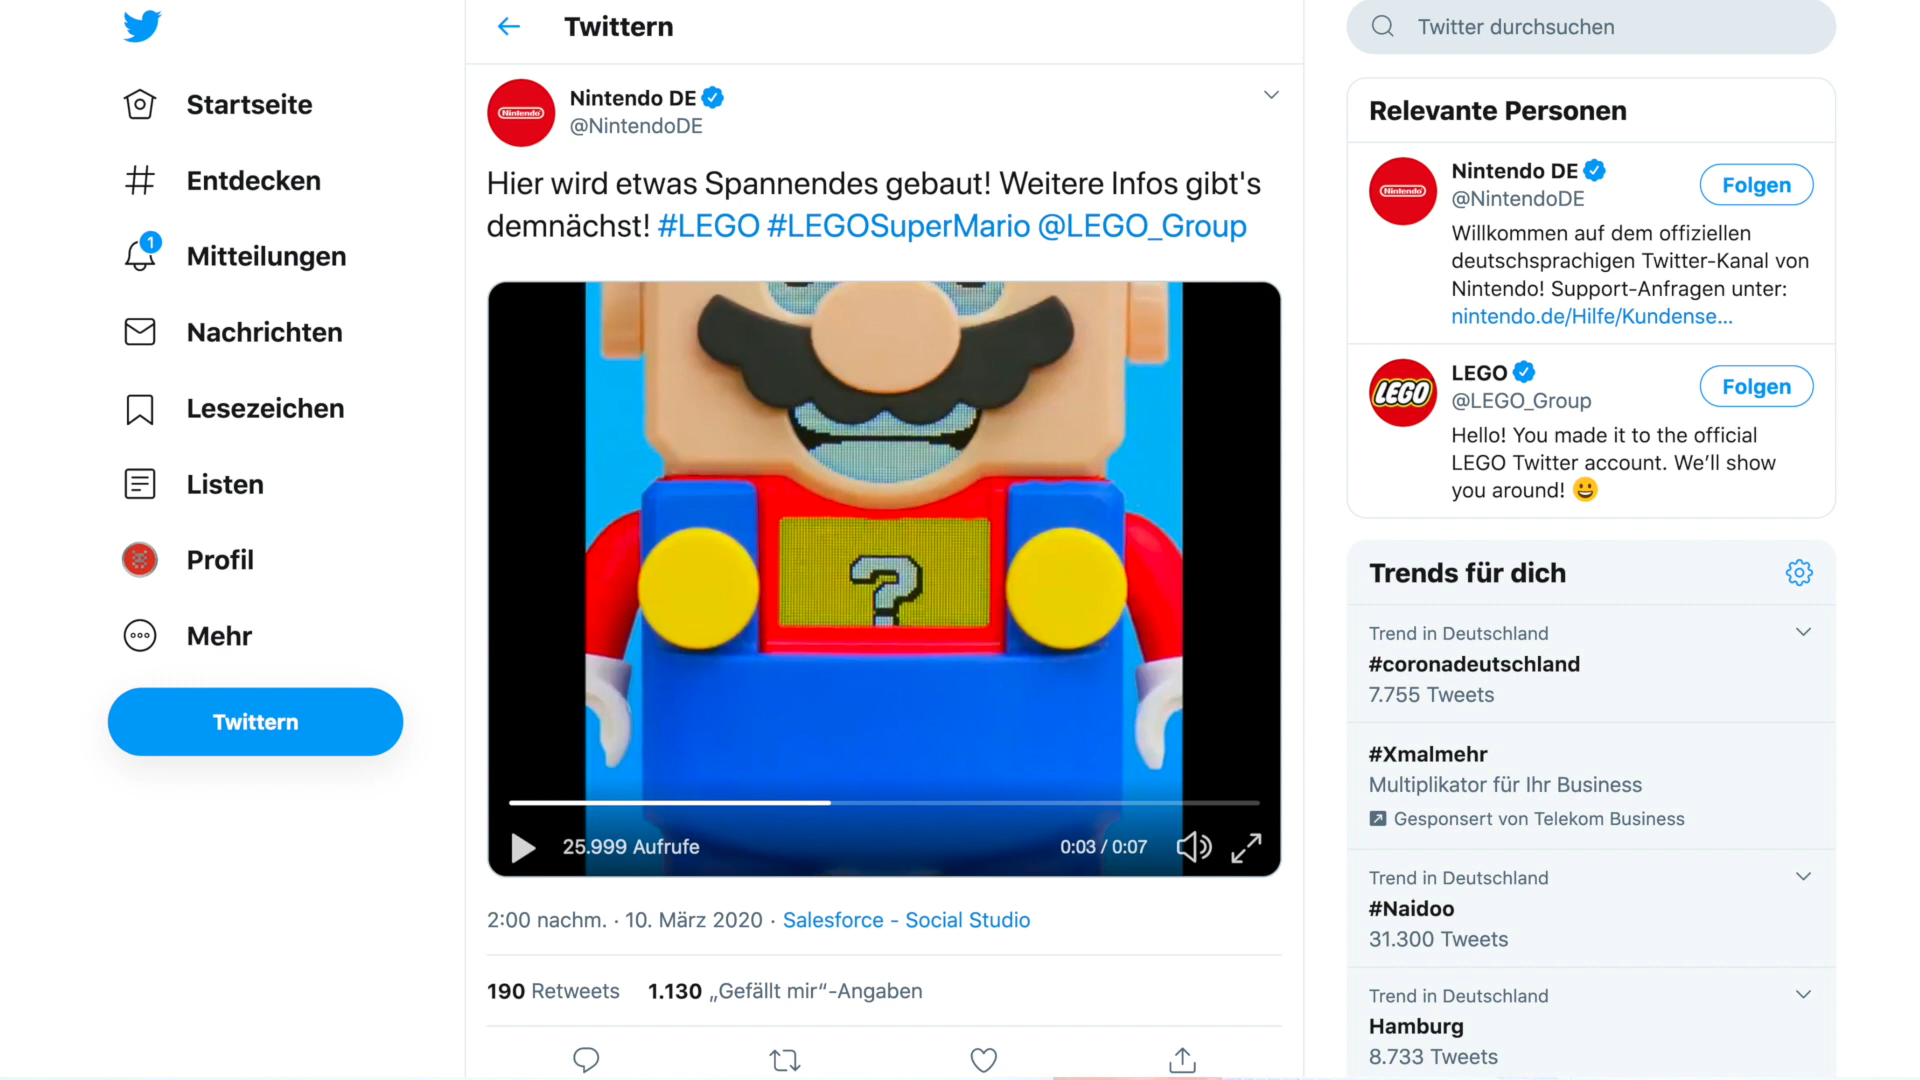 Startseite
Entdecken
1
Mitteilungen
Nachrichten
Lesezeichen
Listen
Profil
Mehr
Twittern
Twittern
Nintendo
Nintendo DE
@NintendoDE
Hier wird etwas Spannendes gebaut! Weitere Infos gibt's
demnächst! #LEGO #LEGOSuperMario @LEGO_Group
?
25.999 Aufrufe
0:03 / 0:07
2:00 nachm. · 10. März 2020 · Salesforce - Social Studio
190 Retweets 1.130 „Gefällt mir“-Angaben
Twitter durchsuchen
Relevante Personen
Nintendo
Nintendo DE
@NintendoDE
Folgen
Willkommen auf dem offiziellen
deutschsprachigen Twitter-Kanal von
Nintendo! Support-Anfragen unter:
nintendo.de/Hilfe/Kundense...
LEGO
LEGO
@LEGO_Group
Folgen
Hello! You made it to the official
LEGO Twitter account. We’ll show
you around! 😀
Trends für dich
Trend in Deutschland
#coronadeutschland
7.755 Tweets
#Xmalmehr
Multiplikator für Ihr Business
Gesponsert von Telekom Business
Trend in Deutschland
#Naidoo
31.300 Tweets
Trend in Deutschland
Hamburg
8.733 Tweets